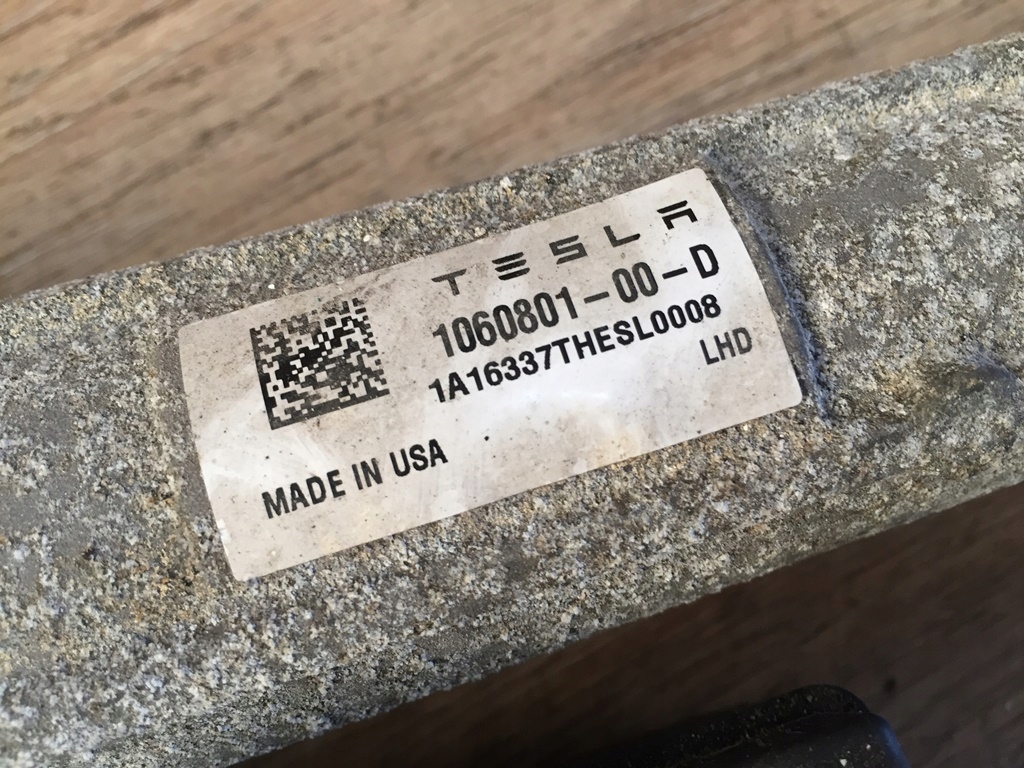 TESLA
1060801-00-D
1A16337THESL0008
LHD
MADE IN USA